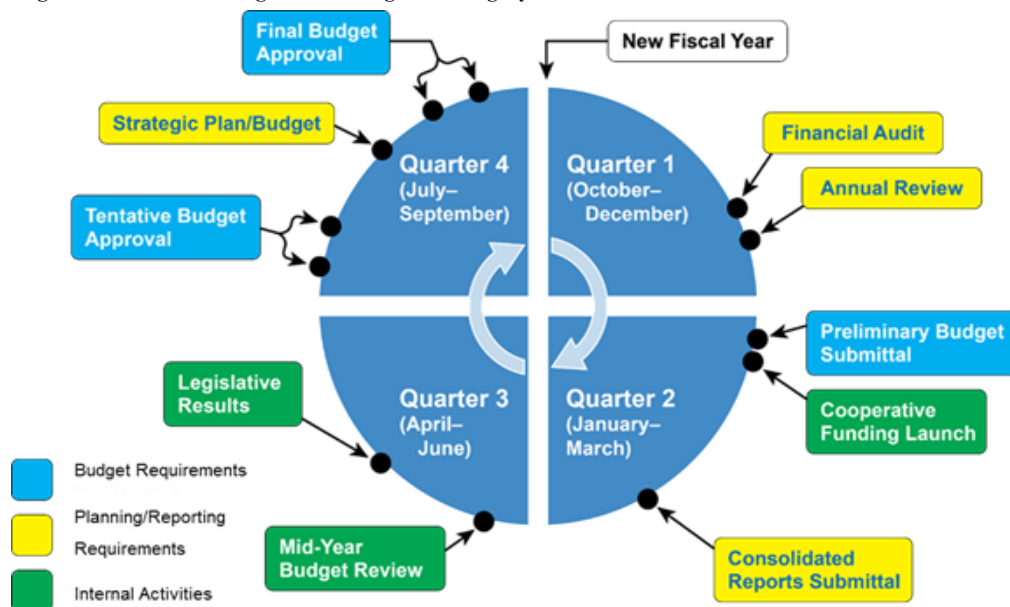 Final Budget
Approval
New Fiscal Year
Strategic Plan/Budget
Financial Audit
Quarter 4
(July–
September)
Quarter 1
(October–
December)
Annual Review
Tentative Budget
Approval
Preliminary Budget
Submittal
Legislative
Results
Quarter 3
(April–
June)
Quarter 2
(January–
March)
Cooperative
Funding Launch
Budget Requirements
Planning/Reporting
Requirements
Mid-Year
Budget Review
Consolidated
Reports Submittal
Internal Activities